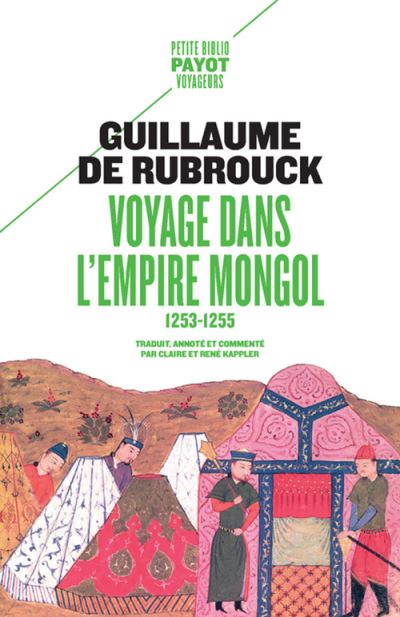 PETITE BIBLIO
PAYOT
VOYAGEURS
GUILLAUME
DE RUBROUCK
VOYAGE DANS
L'EMPIRE MONGOL
1253-1255
TRADUIT, ANNOTÉ ET COMMENTÉ
PAR CLAIRE ET RENÉ KAPPLER